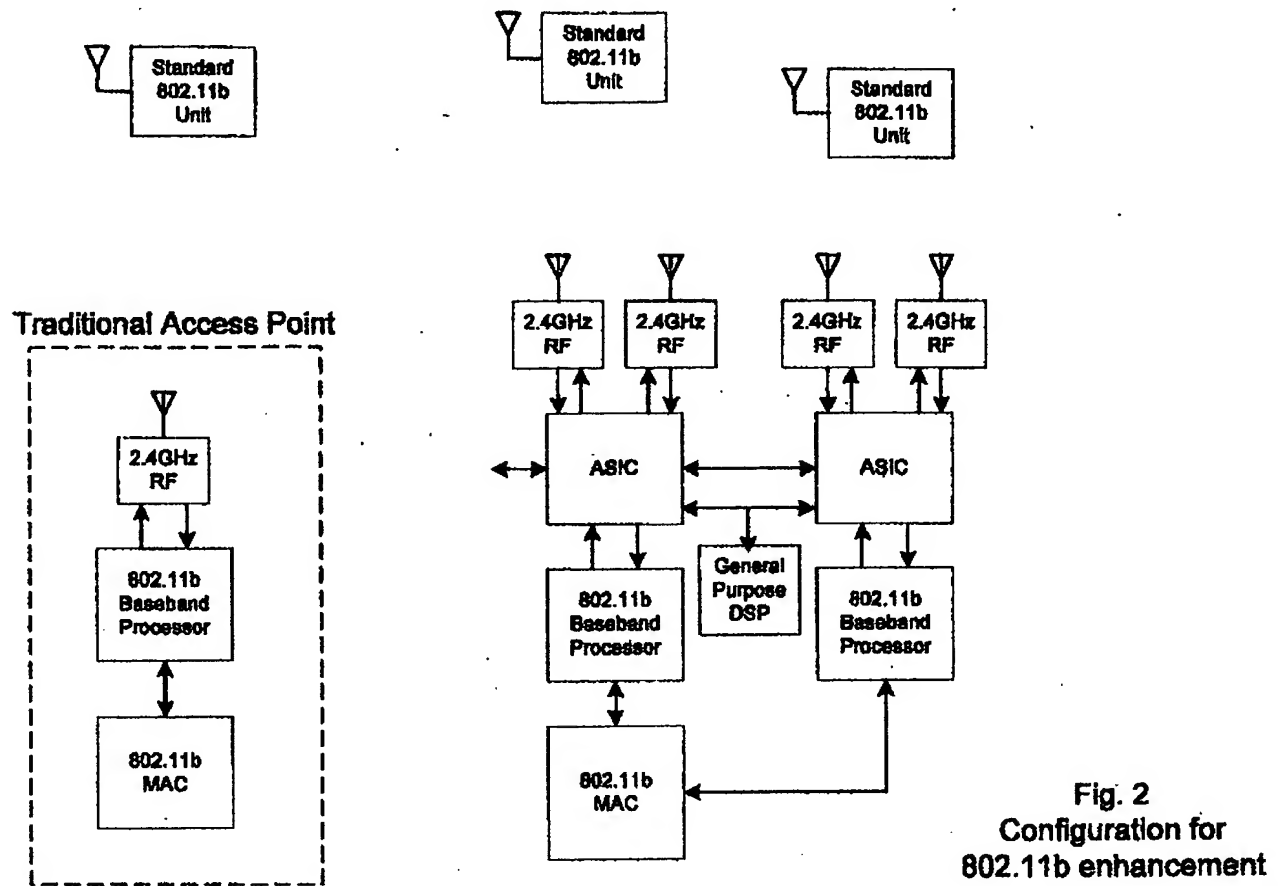 Standard
802.11b
Unit
Standard
802.11b
Unit
Standard
802.11b
Unit
Traditional Access Point
2.4GHz
RF
802.11b
Baseband
Processor
802.11b
MAC
2.4GHz
RF
2.4GHz
RF
2.4GHz
RF
2.4GHz
RF
ASIC
ASIC
802.11b
Baseband
Processor
General
Purpose
DSP
802.11b
Baseband
Processor
802.11b
MAC
Fig. 2
Configuration for
802.11b enhancement